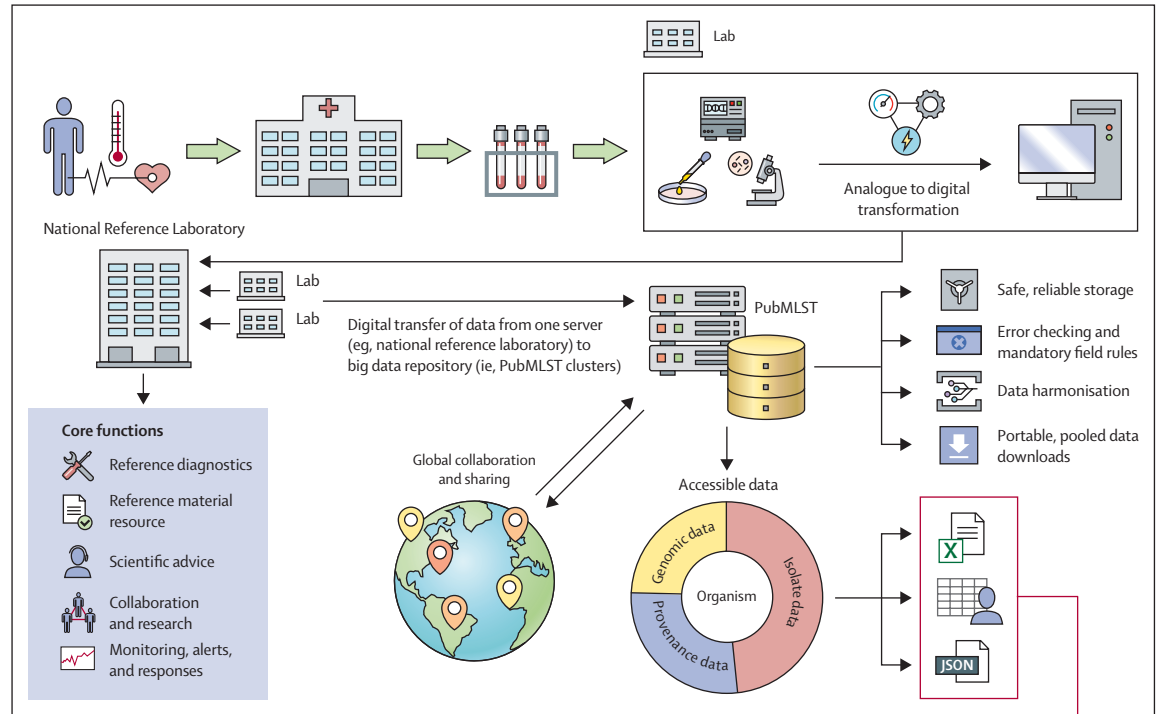 Lab
Analogue to digital
transformation
National Reference Laboratory
Lab
Lab
Digital transfer of data from one server
(eg, national reference laboratory) to
big data repository (ie, PubMLST clusters)
PubMLST
Safe, reliable storage
Error checking and
mandatory field rules
Data harmonisation
Portable, pooled data
downloads
Core functions
Reference diagnostics
Reference material
resource
Scientific advice
Collaboration
and research
Monitoring, alerts,
and responses
Global collaboration
and sharing
Accessible data
Genomic data
Isolate data
Provenance data
Organism
X
JSON